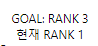 GOAL: RANK 3
현재 RANK 1
-